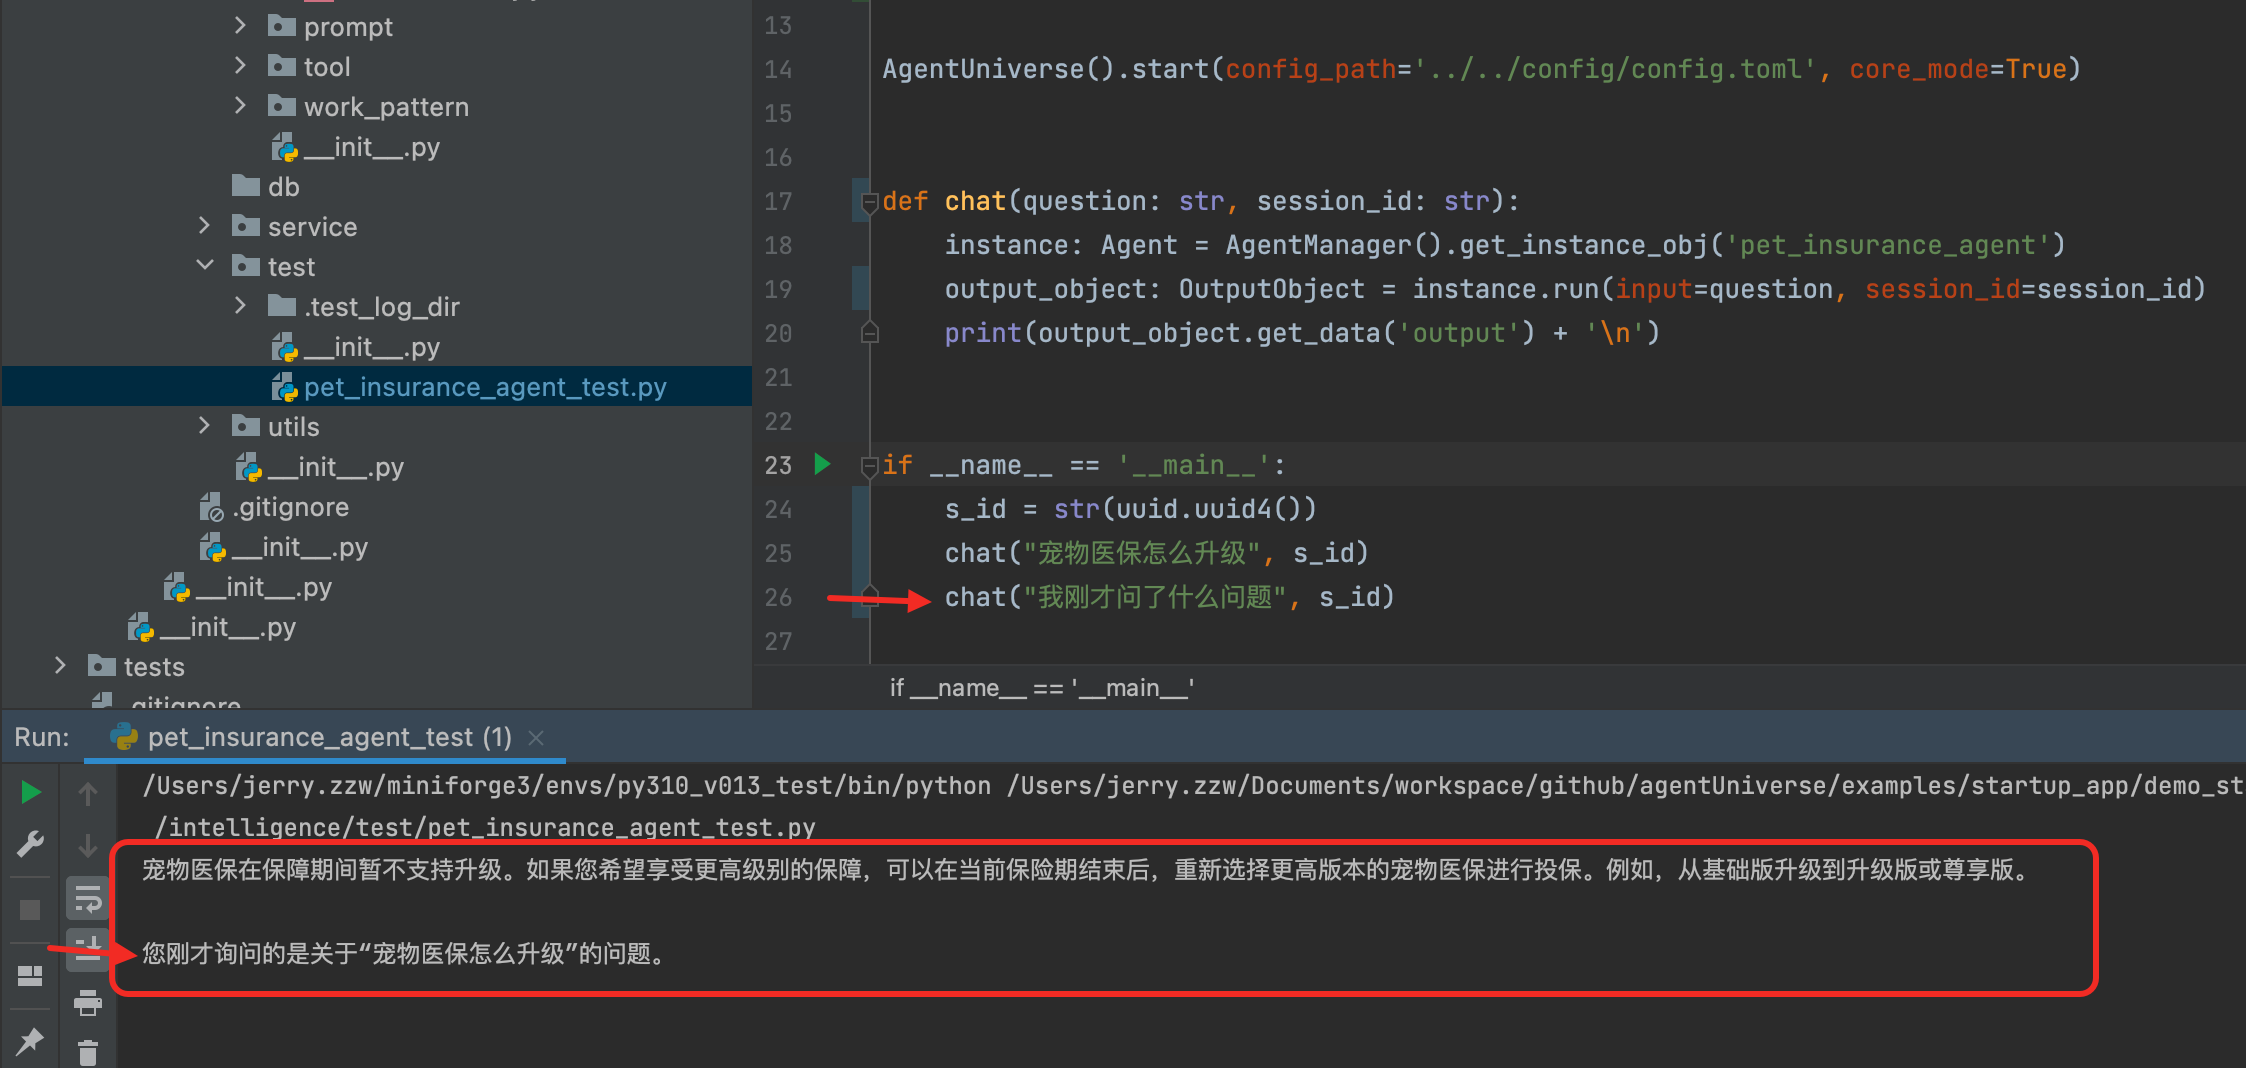 prompt
tool
work_pattern
__init__.py
db
service
test
.test_log_dir
__init__.py
pet_insurance_agent_test.py
utils
__init__.py
.gitignore
__init__.py
__init__.py
__init__.py
tests
.gitignore
13
14 AgentUniverse().start(config_path='../../config/config.toml', core_mode=True)
15
16
17 def chat(question: str, session_id: str):
18 instance: Agent = AgentManager().get_instance_obj('pet_insurance_agent')
19 output_object: OutputObject = instance.run(input=question, session_id=session_id)
20 print(output_object.get_data('output') + '\n')
21
22
23 if __name__ == '__main__':
24 s_id = str(uuid.uuid4())
25 chat("宠物医保怎么升级", s_id)
26 chat("我刚才问了什么问题", s_id)
27
if __name__ == '__main__'
Run: pet_insurance_agent_test (1)
/Users/jerry.zzw/miniforge3/envs/py310_v013_test/bin/python /Users/jerry.zzw/Documents/workspace/github/agentUniverse/examples/startup_app/demo_st
/intelligence/test/pet_insurance_agent_test.py
宠物医保在保障期间暂不支持升级。如果您希望享受更高级别的保障，可以在当前保险期结束后，重新选择更高版本的宠物医保进行投保。例如，从基础版升级到升级版或尊享版。
您刚才询问的是关于“宠物医保怎么升级”的问题。